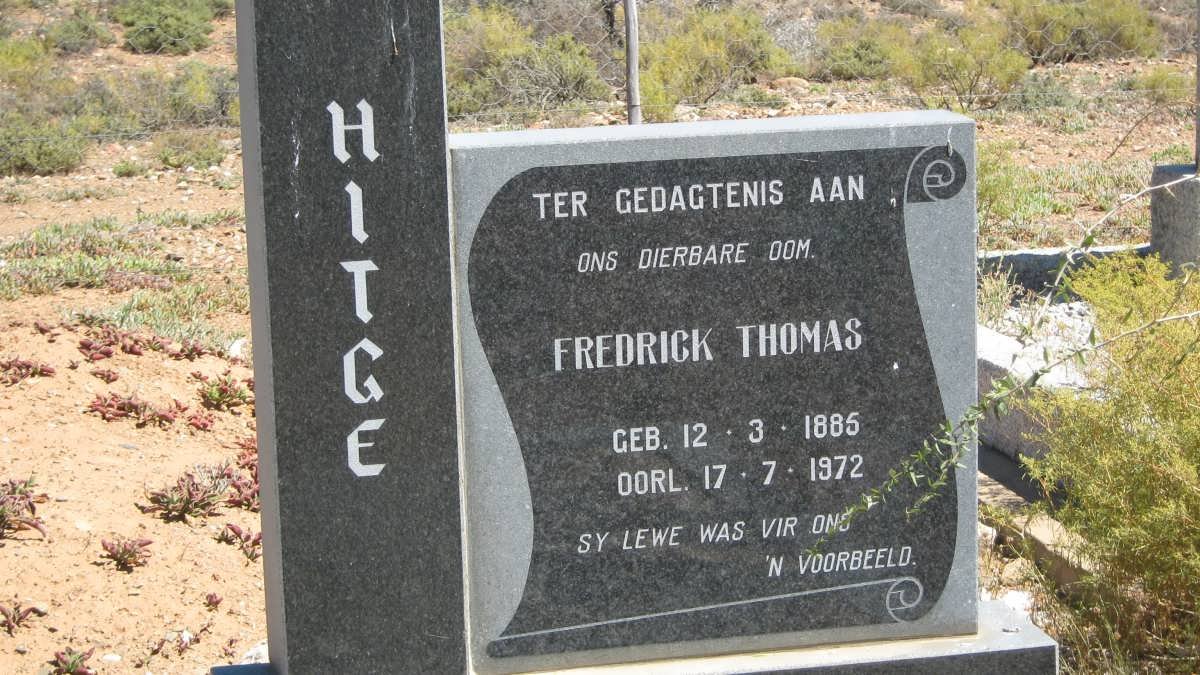 HITGE
TER GEDAGTENIS AAN
ONS DIERBARE OOM.
FREDRICK THOMAS
GEB. 12 · 3 · 1885
OORL. 17 · 7 · 1972
SY LEWE WAS VIR ONS
'N VOORBEELD.